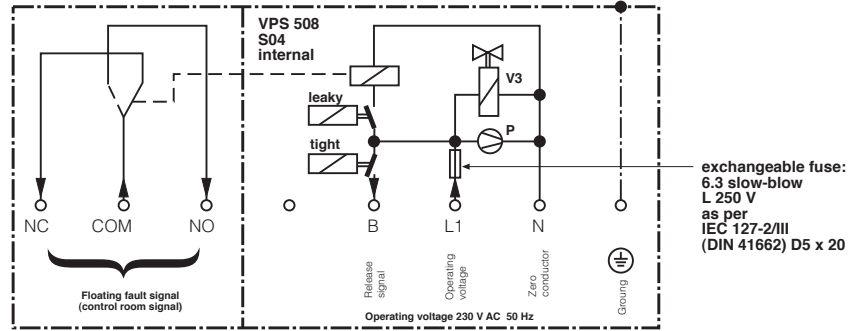 VPS 508
S04
internal
V3
leaky
P
tight
exchangeable fuse:
6.3 slow-blow
L 250 V
as per
IEC 127-2/III
(DIN 41662) D5 x 20
NC
COM
NO
B
L1
N
Release
signal
Operating
voltage
Zero
conductor
Groung
Floating fault signal
(control room signal)
Operating voltage 230 V AC 50 Hz